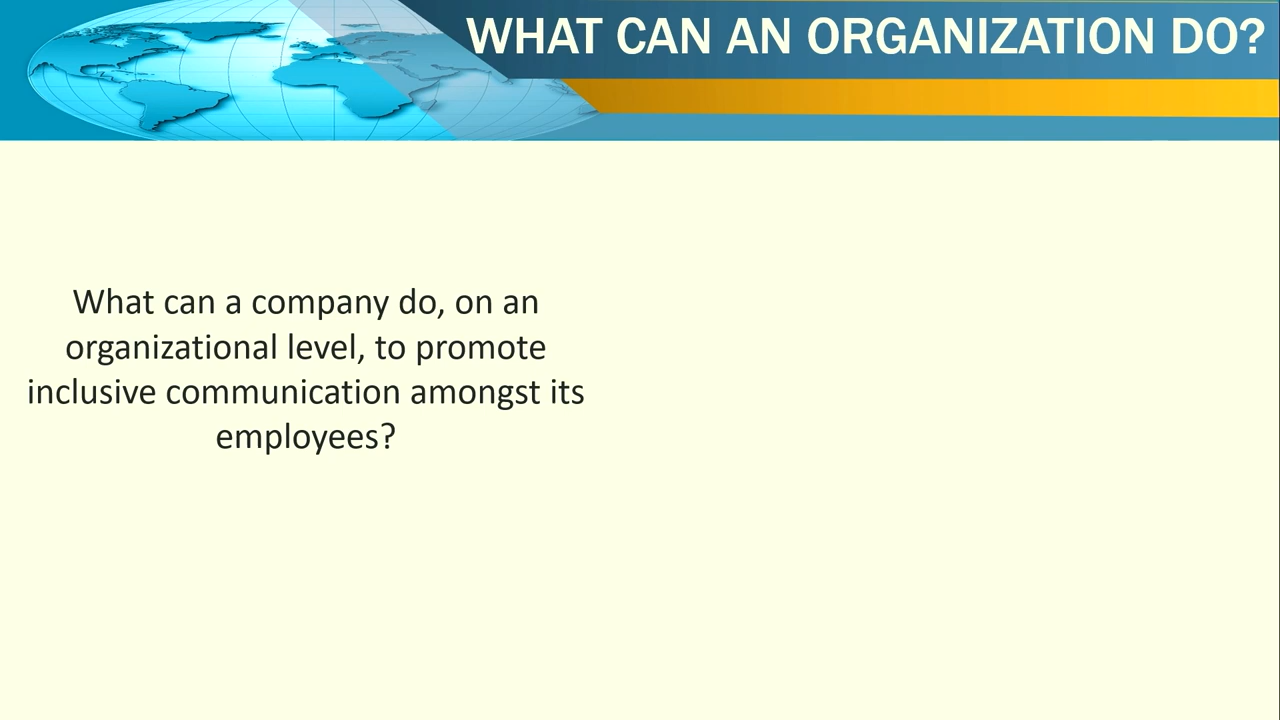 WHAT CAN AN ORGANIZATION DO?
What can a company do, on an
organizational level, to promote
inclusive communication amongst its
employees?